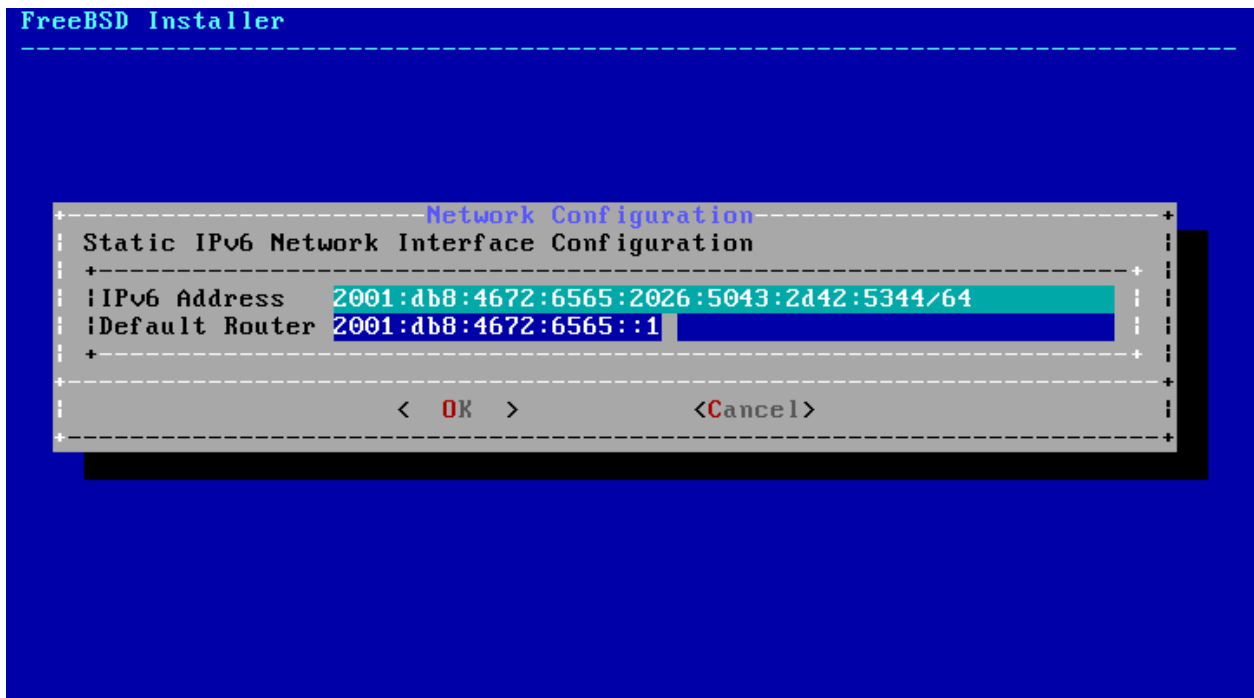 FreeBSD Installer
Network Configuration
Static IPv6 Network Interface Configuration
IPv6 Address 2001:db8:4672:6565:2026:5043:2d42:5344/64
Default Router 2001:db8:4672:6565::1
< OK > <Cancel>